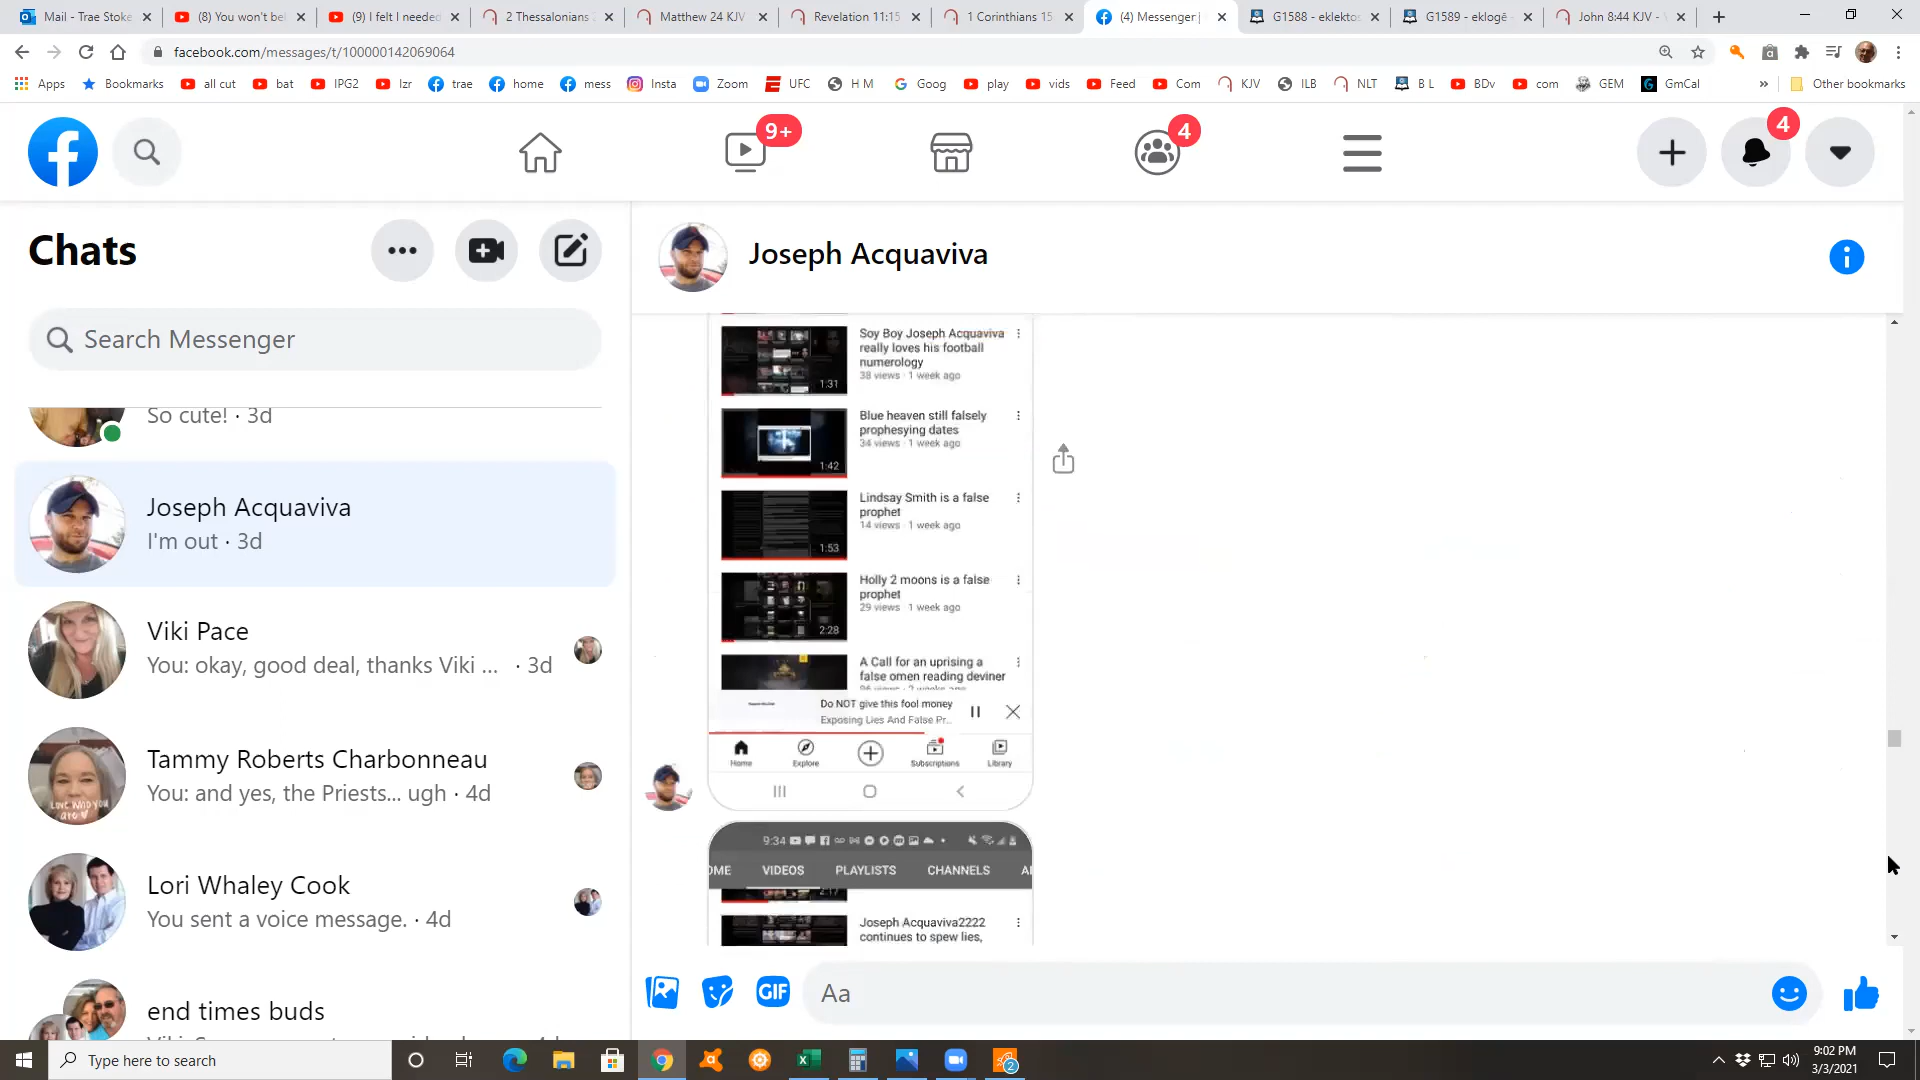 Mail - Trae Stoke
(8) You won't bel
(9) I felt I needed
2 Thessalonians
Matthew 24 KJV
Revelation 11:15
1 Corinthians 15
(4) Messenger |
G1588 - eklektos
G1589 - eklogē -
John 8:44 KJV -
facebook.com/messages/t/100000142069064
Apps Bookmarks all cut bat IPG2 lzr trae home mess Insta Zoom UFC H M Goog play vids Feed Com KJV ILB NLT B L BDv com GEM GmCal » Other bookmarks
9+
4
4
Chats
Search Messenger
So cute! · 3d
Joseph Acquaviva
I'm out · 3d
Viki Pace
You: okay, good deal, thanks Viki ... · 3d
Tammy Roberts Charbonneau
You: and yes, the Priests... ugh · 4d
Lori Whaley Cook
You sent a voice message. · 4d
end times buds
Joseph Acquaviva
Soy Boy Joseph Acquaviva
really loves his football
numerology
38 views · 1 week ago
1:31
Blue heaven still falsely
prophesying dates
34 views · 1 week ago
1:42
Lindsay Smith is a false
prophet
14 views · 1 week ago
1:53
Holly 2 moons is a false
prophet
29 views · 1 week ago
2:28
A Call for an uprising a
false omen reading deviner
Do NOT give this fool money
Exposing Lies And False Pr...
Home Explore Subscriptions Library
9:34
OME VIDEOS PLAYLISTS CHANNELS
2:17
Joseph Acquaviva2222
continues to spew lies,
GIF
Aa
Type here to search
2
9:02 PM
3/3/2021